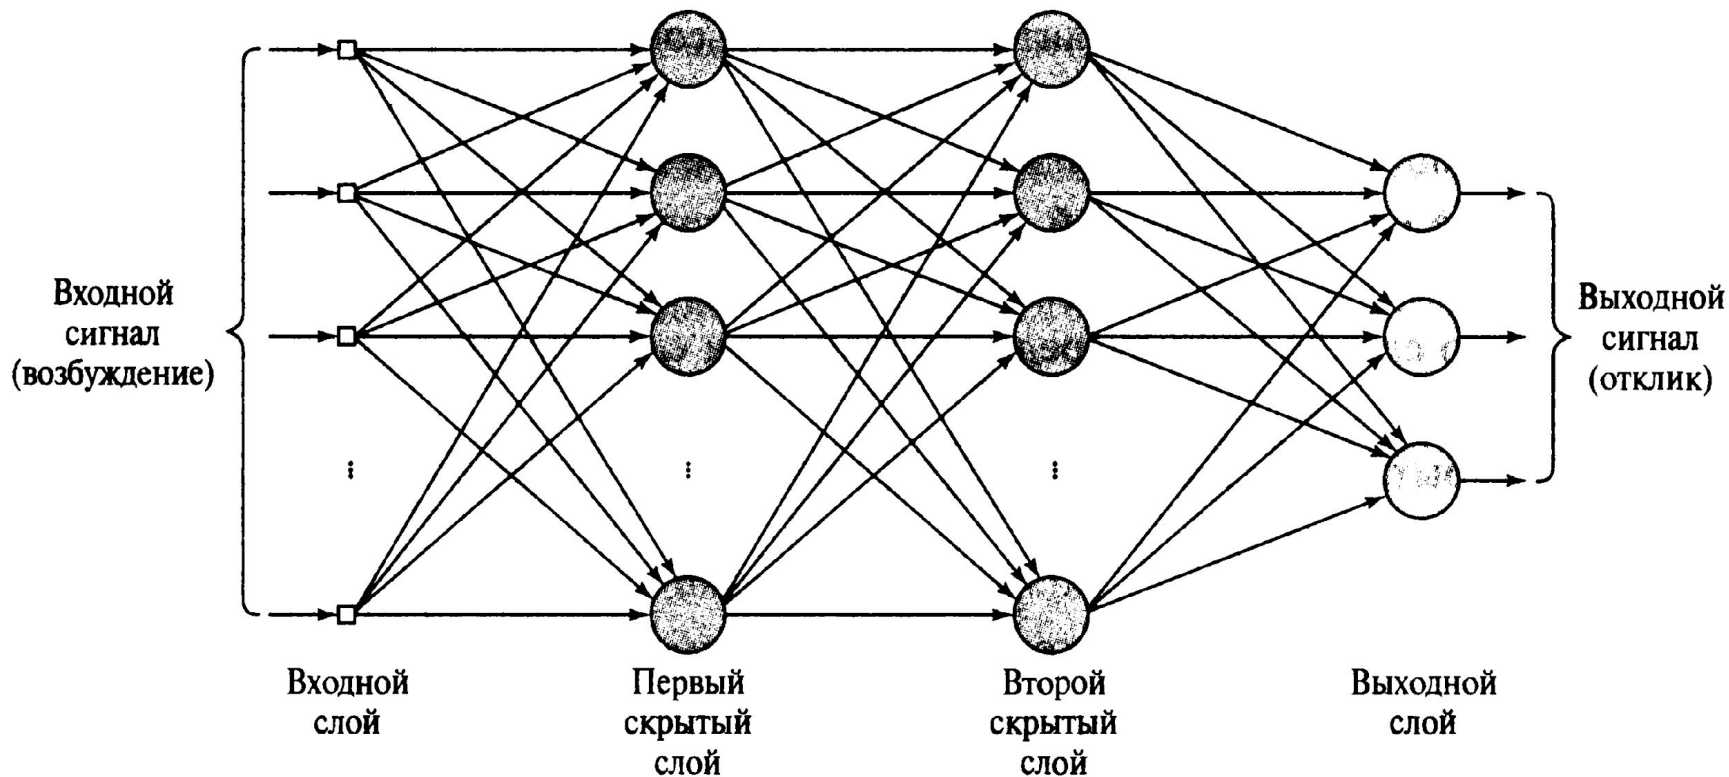 Входной
сигнал
(возбуждение)
Выходной
сигнал
(отклик)
Входной
слой
Первый
скрытый
слой
Второй
скрытый
слой
Выходной
слой